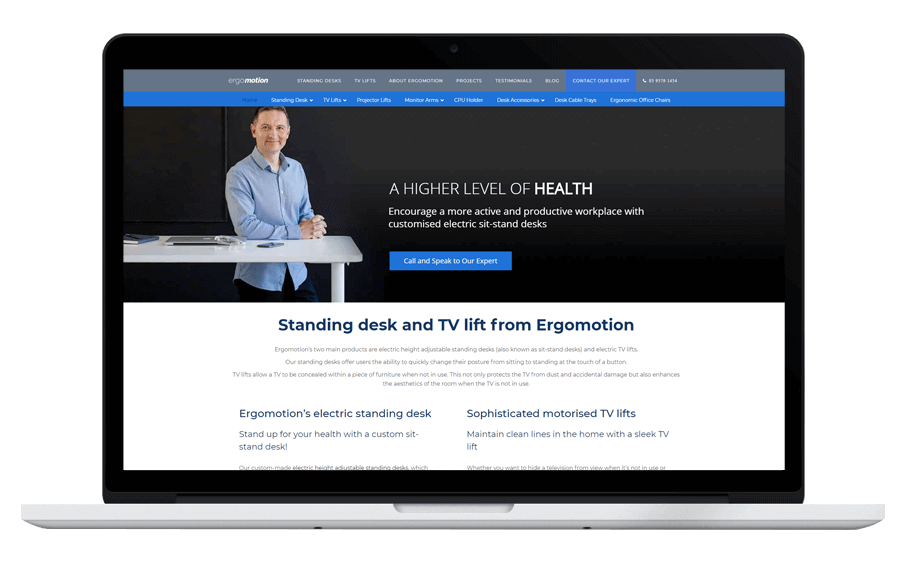 ergomotion
STANDING DESKS TV LIFTS ABOUT ERGOMOTION PROJECTS TESTIMONIALS BLOG CONTACT OUR EXPERT 03 9179 1414
Home Standing Desk TV Lifts Projector Lifts Monitor Arms CPU Holder Desk Accessories Desk Cable Trays Ergonomic Office Chairs
A HIGHER LEVEL OF HEALTH
Encourage a more active and productive workplace with
customised electric sit-stand desks
Call and Speak to Our Expert
Standing desk and TV lift from Ergomotion
Ergomotion's two main products are electric height adjustable standing desks (also known as sit-stand desks) and electric TV lifts.
Our standing desks offer users the ability to quickly change their posture from sitting to standing at the touch of a button.
TV lifts allow a TV to be concealed within a piece of furniture when not in use. This not only protects the TV from dust and accidental damage but also enhances
the aesthetics of the room when the TV is not in use.
Ergomotion's electric standing desk
Stand up for your health with a custom sit-
stand desk!
Our custom-made electric height adjustable standing desks, which
Sophisticated motorised TV lifts
Maintain clean lines in the home with a sleek TV
lift
Whether you want to hide a television from view when it's not in use or